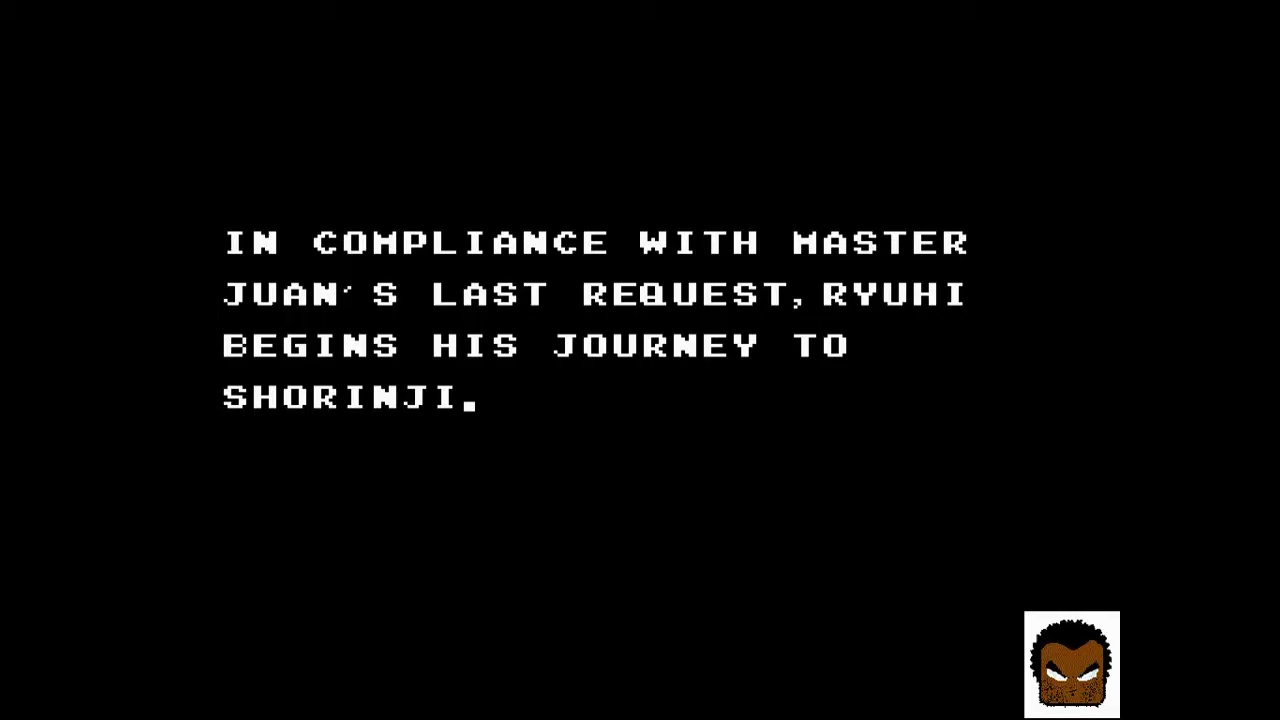 IN COMPLIANCE WITH MASTER
JUAN'S LAST REQUEST, RYUHI
BEGINS HIS JOURNEY TO
SHORINJI.